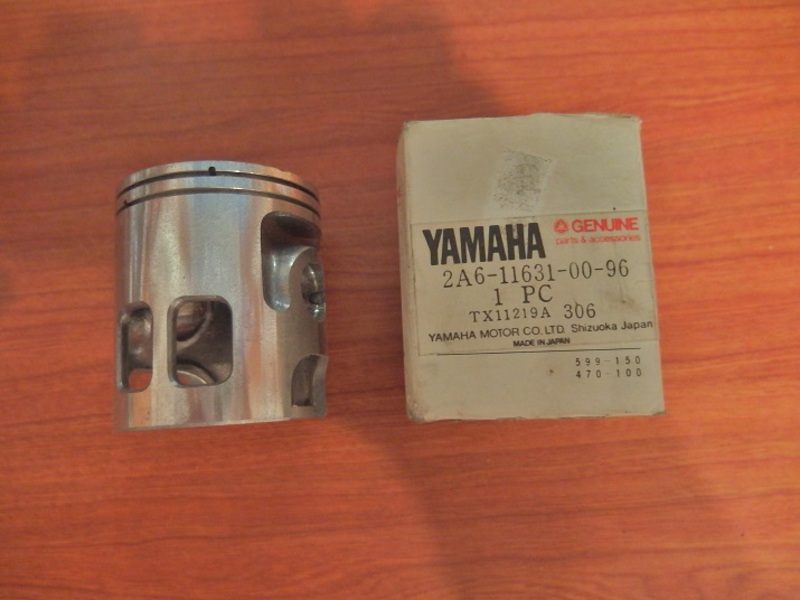 YAMAHA
GENUINE
parts & accessories
2A6-11631-00-96
1 PC
TX11219A 306
YAMAHA MOTOR CO.LTD. Shizuoka Japan
MADE IN JAPAN
599-150
470-100